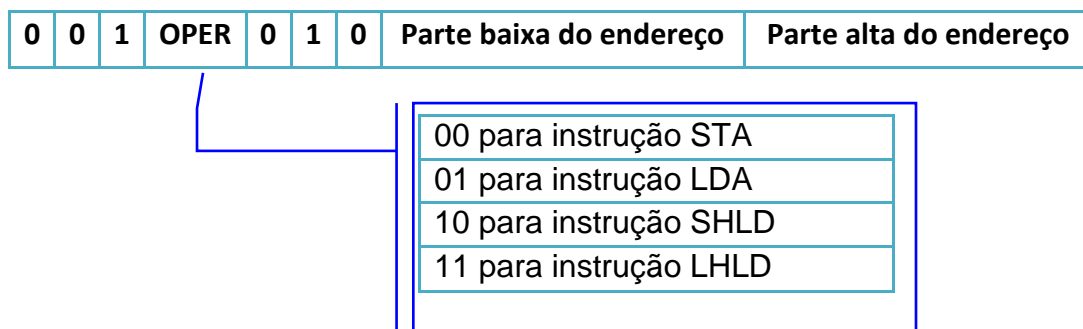 0 0 1 OPER 0 1 0 Parte baixa do endereço Parte alta do endereço
00 para instrução STA
01 para instrução LDA
10 para instrução SHLD
11 para instrução LHLD